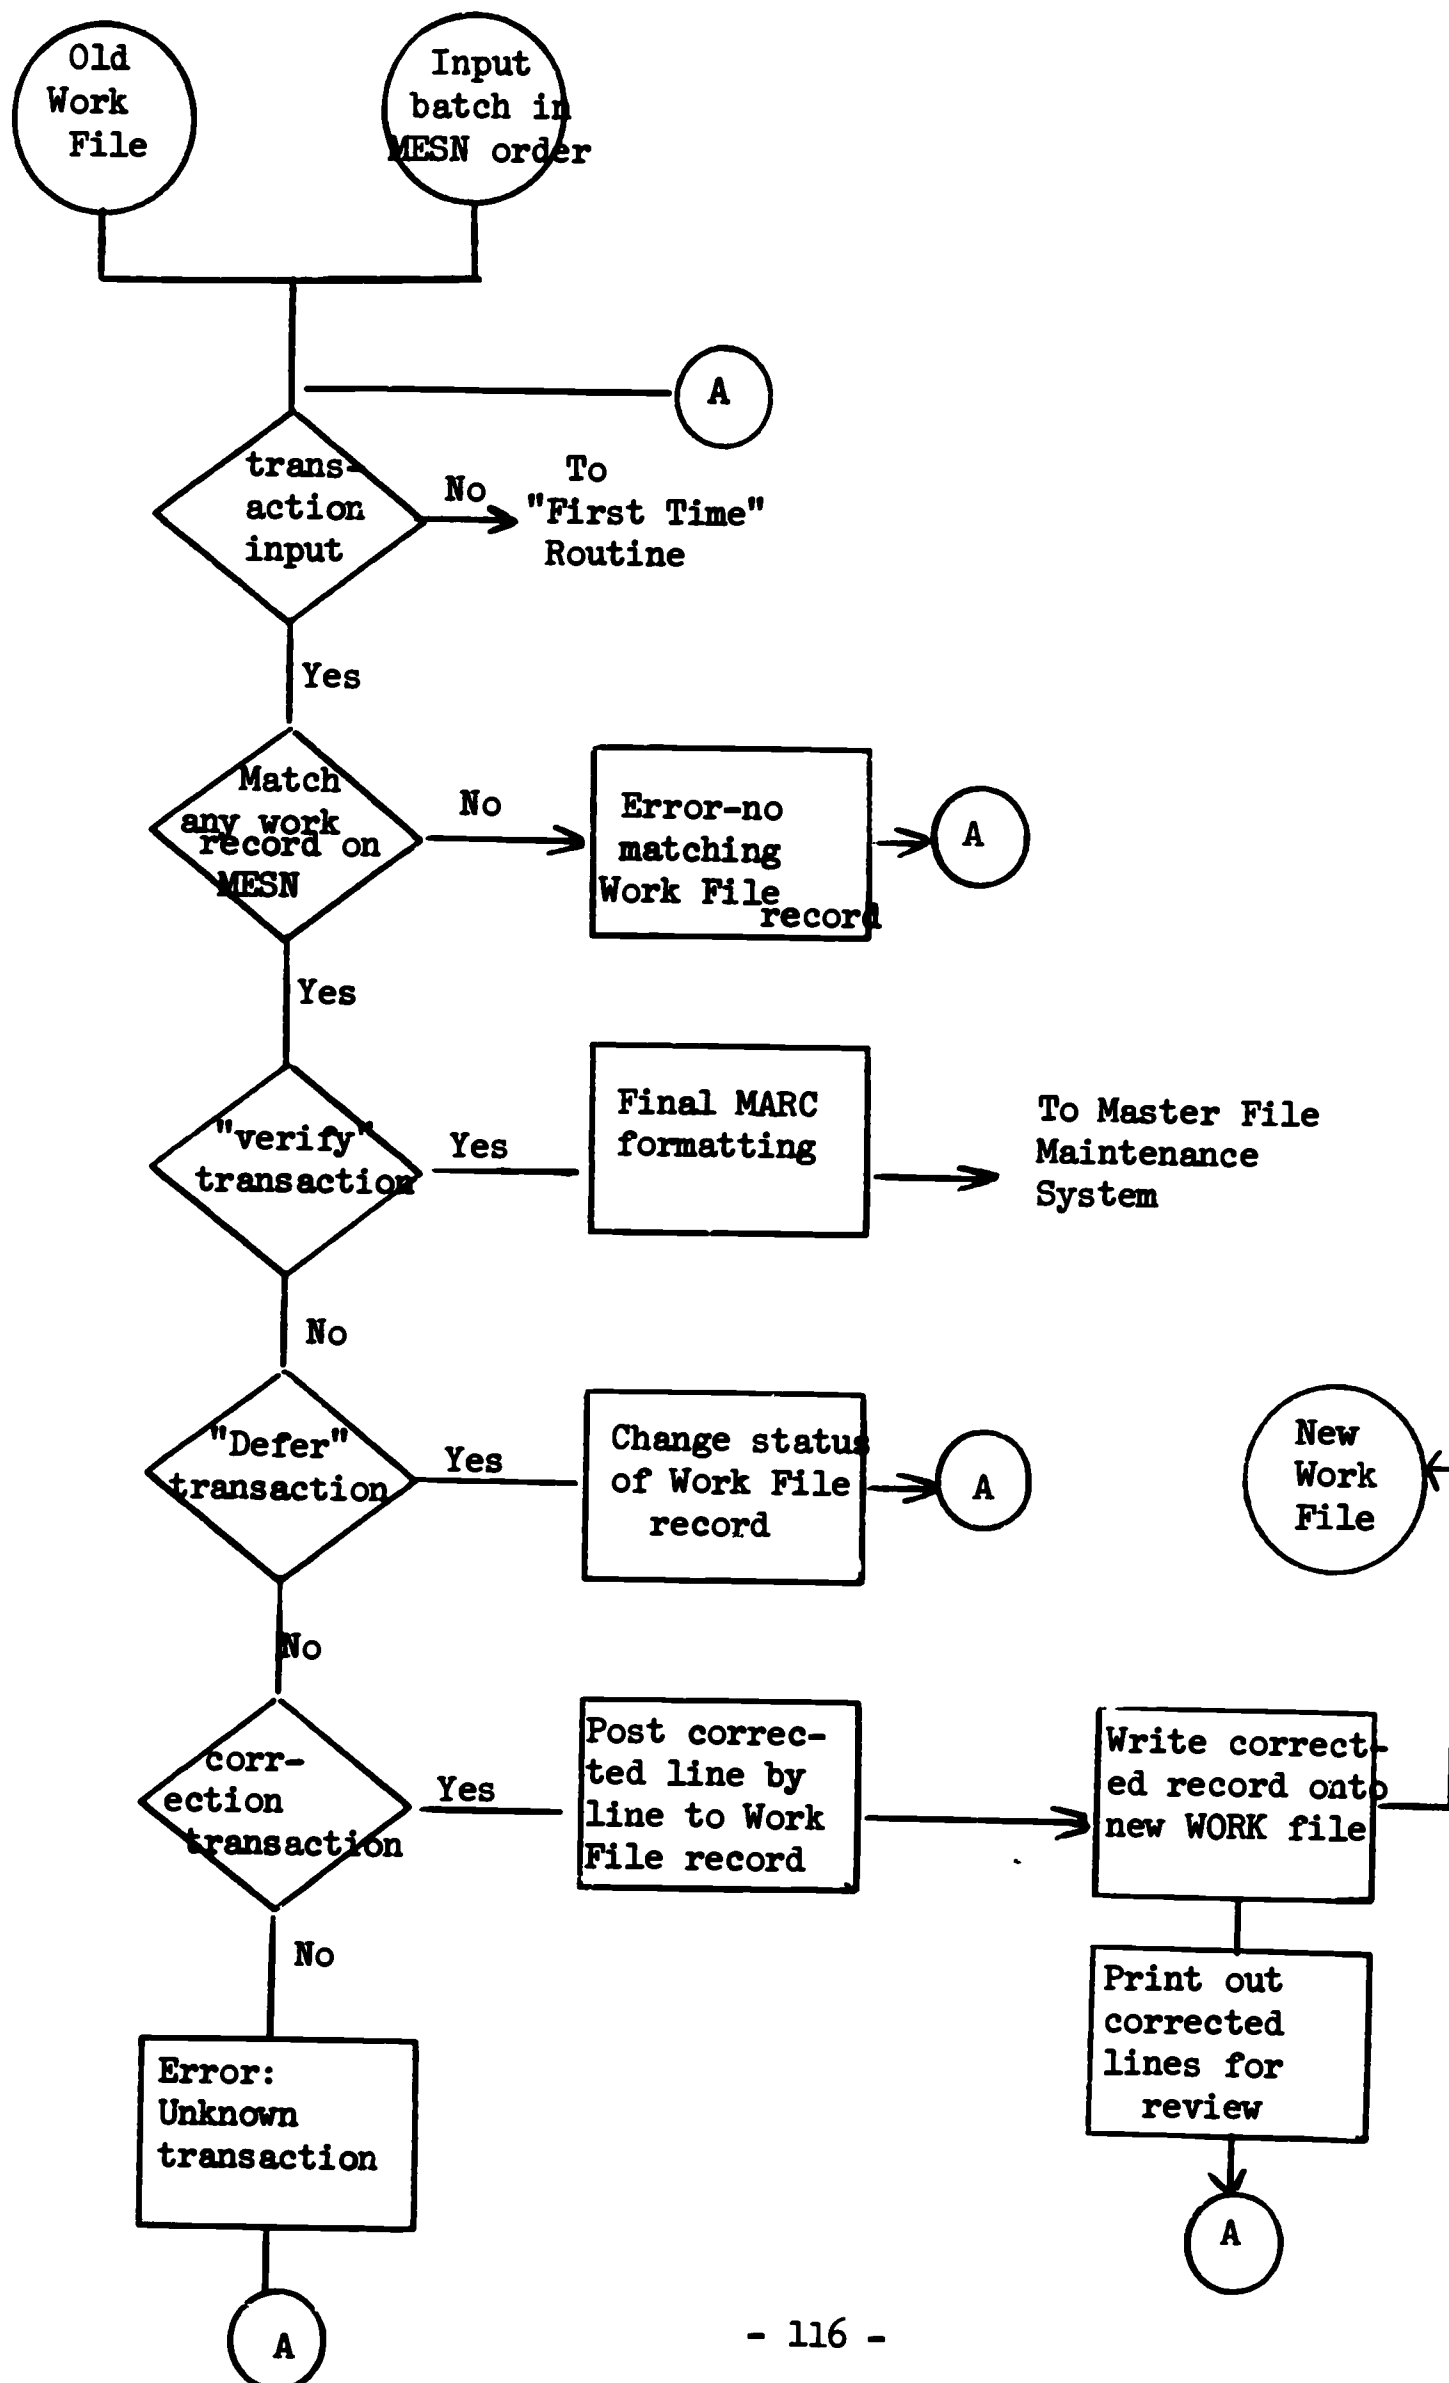 Old
Work
File
Input
batch in
MESN order
A
trans-
action
input
No
To
"First Time"
Routine
Yes
Match
any work
record on
MESN
No
Error-no
matching
Work File
record
A
Yes
"verify"
transaction
Yes
Final MARC
formatting
To Master File
Maintenance
System
No
"Defer"
transaction
Yes
Change status
of Work File
record
A
New
Work
File
No
corr-
ection
transaction
Yes
Post correc-
ted line by
line to Work
File record
Write correct-
ed record onto
new WORK file
No
Print out
corrected
lines for
review
Error:
Unknown
transaction
A
A
- 116 -